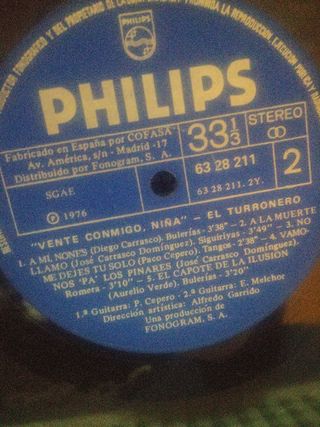 PHILIPS
PHILIPS
Fabricado en España por COFASA
Av. América, s/n - Madrid -17
Distribuido por Fonogram, S. A.
33 1/3
STEREO
63 28 211
2
SGAE
63 28 211. 2Y.
P 1976
"VENTE CONMIGO, NIÑA" – EL TURRONERO
1. A MI, NONES (Diego Carrasco) Bulerías - 3'38" – 2. A LA MUERTE
LLAMO (José Carrasco Domínguez). Siguiriyas - 3'49" – 3. NO
ME DEJES TU SOLO (Paco Cepero). Tangos - 2'38" – 4. VAMO-
NOS 'PA' LOS PINARES (José Carrasco Domínguez).
Romera - 3'10" – 5. EL CAPOTE DE LA ILUSION
(Aurelio Verde). Bulerías - 3'20"
1.ª Guitarra: P. Cepero - 2.ª Guitarra: E. Melchor
Dirección artística: Alfredo Garrido
Una producción de
FONOGRAM, S. A.